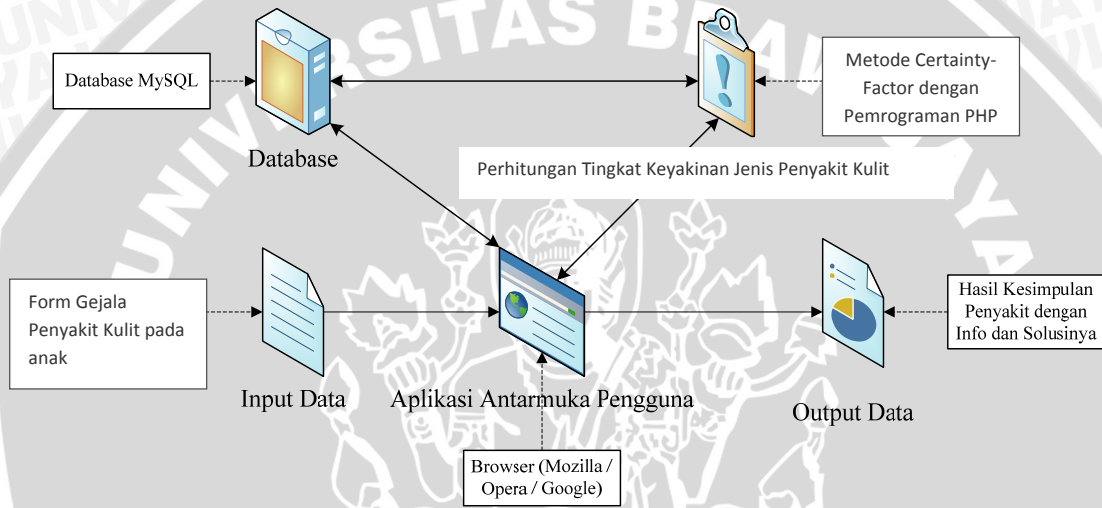 UNIVERSITAS BRAWIJAYA
Database MySQL
Metode Certainty-
Factor dengan
Pemrograman PHP
Database
Perhitungan Tingkat Keyakinan Jenis Penyakit Kulit
Form Gejala
Penyakit Kulit pada
anak
Hasil Kesimpulan
Penyakit dengan
Info dan Solusinya
Input Data
Aplikasi Antarmuka Pengguna
Output Data
Browser (Mozilla /
Opera / Google)